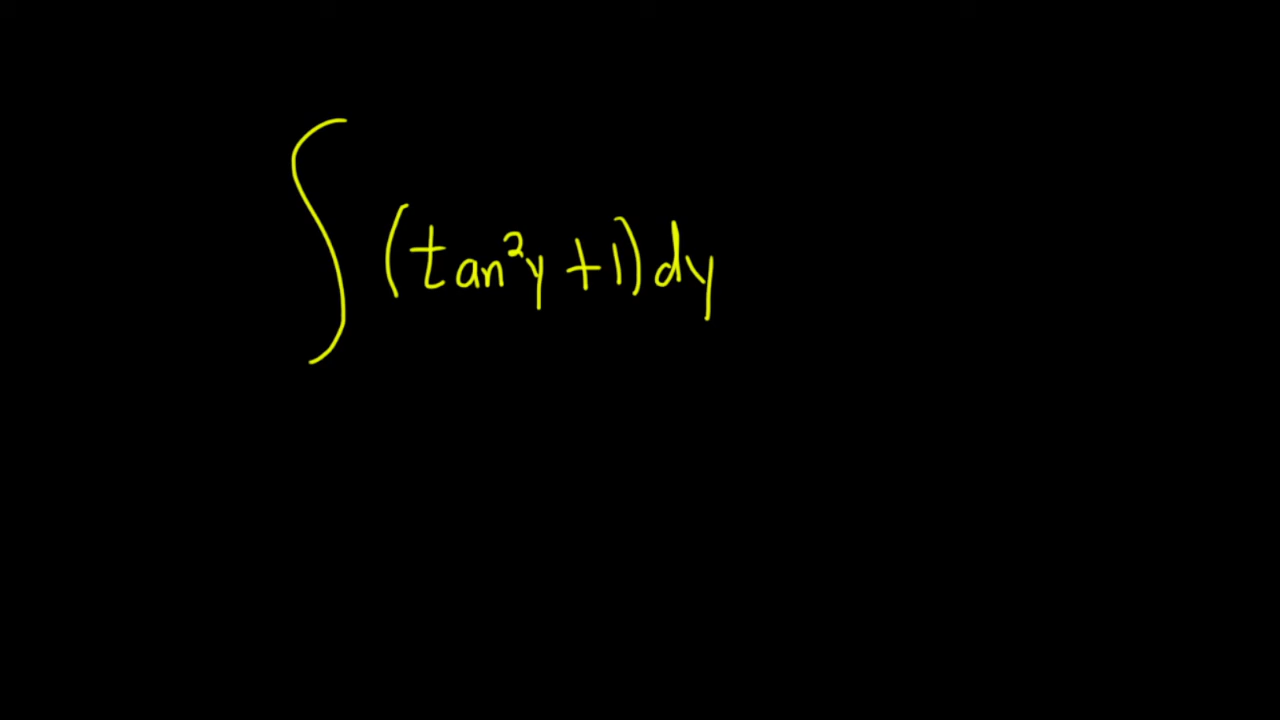 ∫ (tan²y + 1) dy